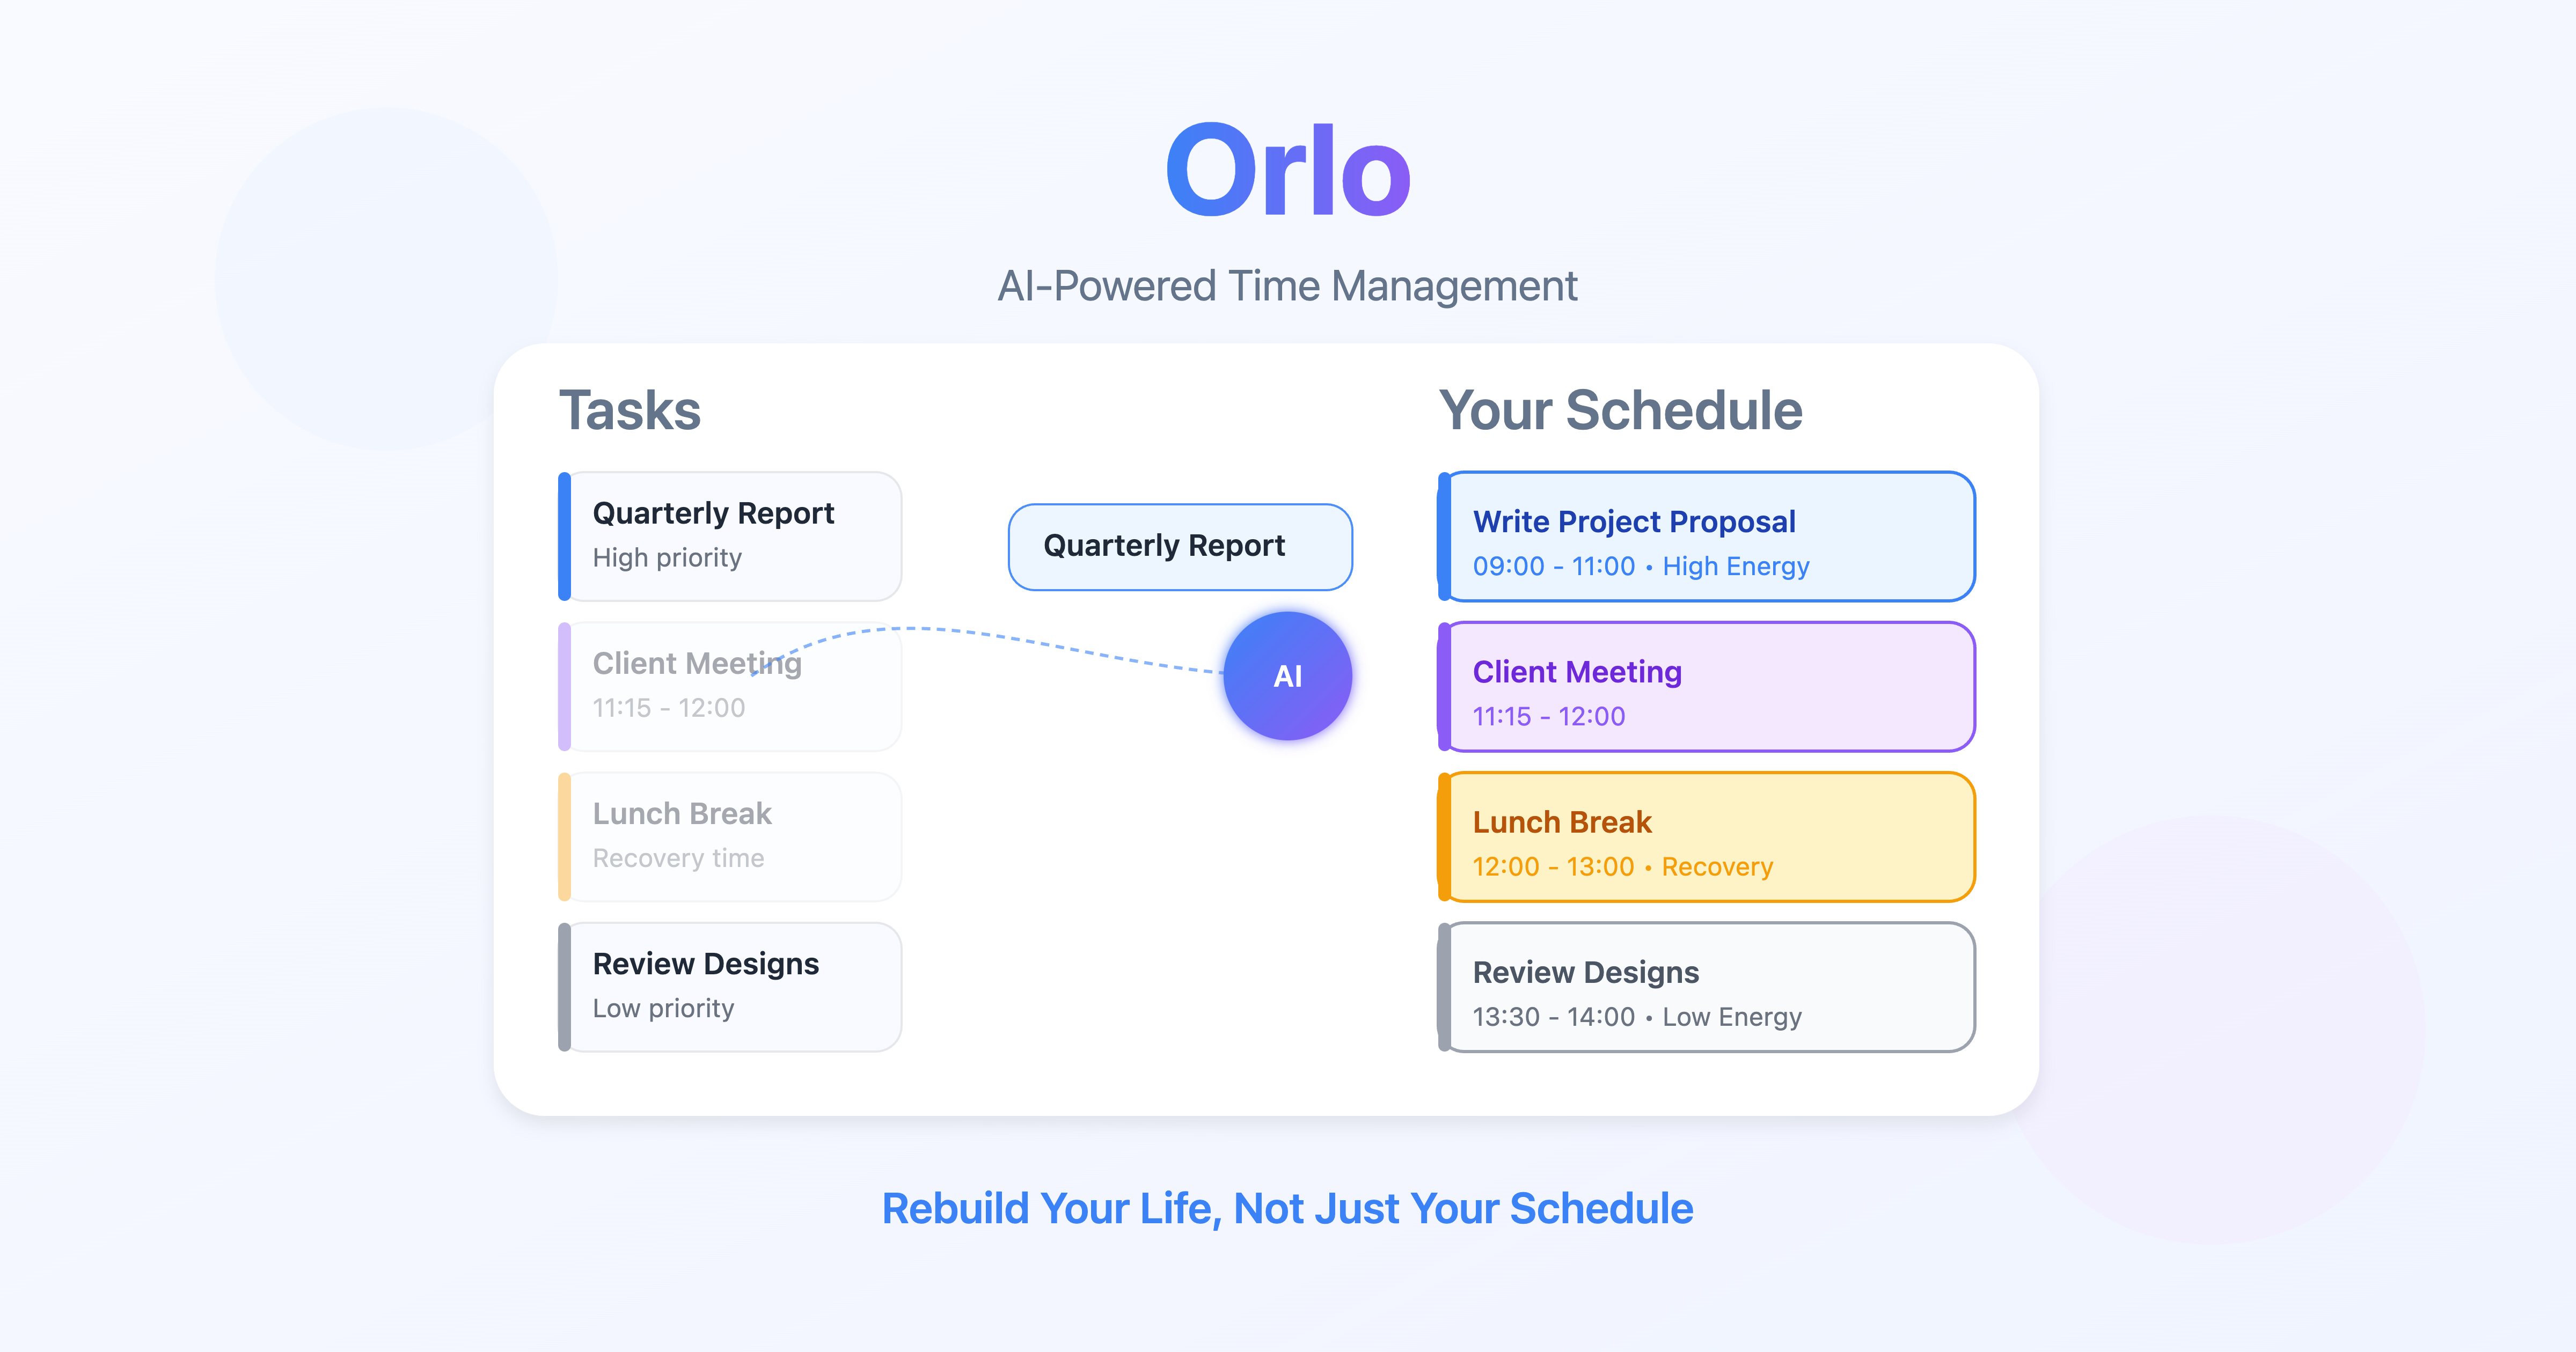 Orlo
AI-Powered Time Management
Tasks
Quarterly Report
High priority
Client Meeting
11:15 - 12:00
Lunch Break
Recovery time
Review Designs
Low priority
Quarterly Report
AI
Your Schedule
Write Project Proposal
09:00 - 11:00 • High Energy
Client Meeting
11:15 - 12:00
Lunch Break
12:00 - 13:00 • Recovery
Review Designs
13:30 - 14:00 • Low Energy
Rebuild Your Life, Not Just Your Schedule